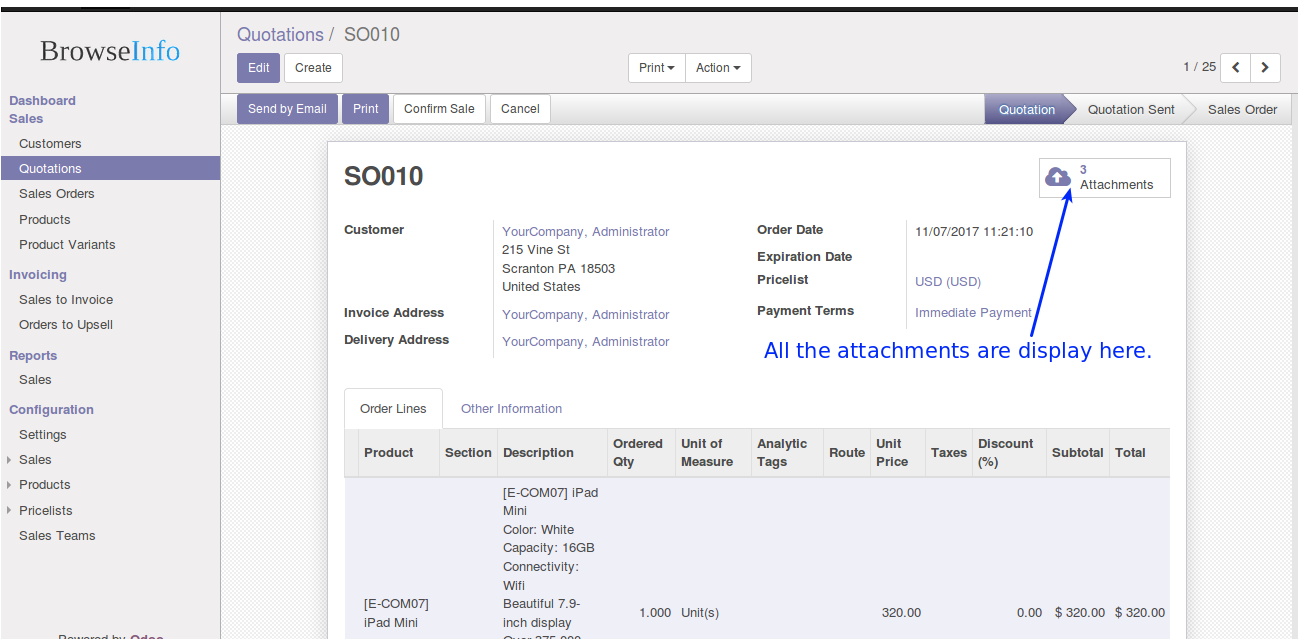 BrowseInfo
Dashboard
Sales
Customers
Quotations
Sales Orders
Products
Product Variants
Invoicing
Sales to Invoice
Orders to Upsell
Reports
Sales
Configuration
Settings
Sales
Products
Pricelists
Sales Teams
Powered by Odoo
Quotations / SO010
Edit Create Print Action 1 / 25
Send by Email Print Confirm Sale Cancel Quotation Quotation Sent Sales Order
SO010
3
Attachments
Customer
YourCompany, Administrator
215 Vine St
Scranton PA 18503
United States
Invoice Address YourCompany, Administrator
Delivery Address YourCompany, Administrator
Order Date 11/07/2017 11:21:10
Expiration Date
Pricelist USD (USD)
Payment Terms Immediate Payment
All the attachments are display here.
Order Lines Other Information
Product Section Description Ordered Qty Unit of Measure Analytic Tags Route Unit Price Taxes Discount (%) Subtotal Total
[E-COM07] iPad
Mini
Color: White
Capacity: 16GB
Connectivity:
Wifi
Beautiful 7.9-
inch display
Over 375,000
[E-COM07]
iPad Mini
1.000 Unit(s) 320.00 0.00 $ 320.00 $ 320.00